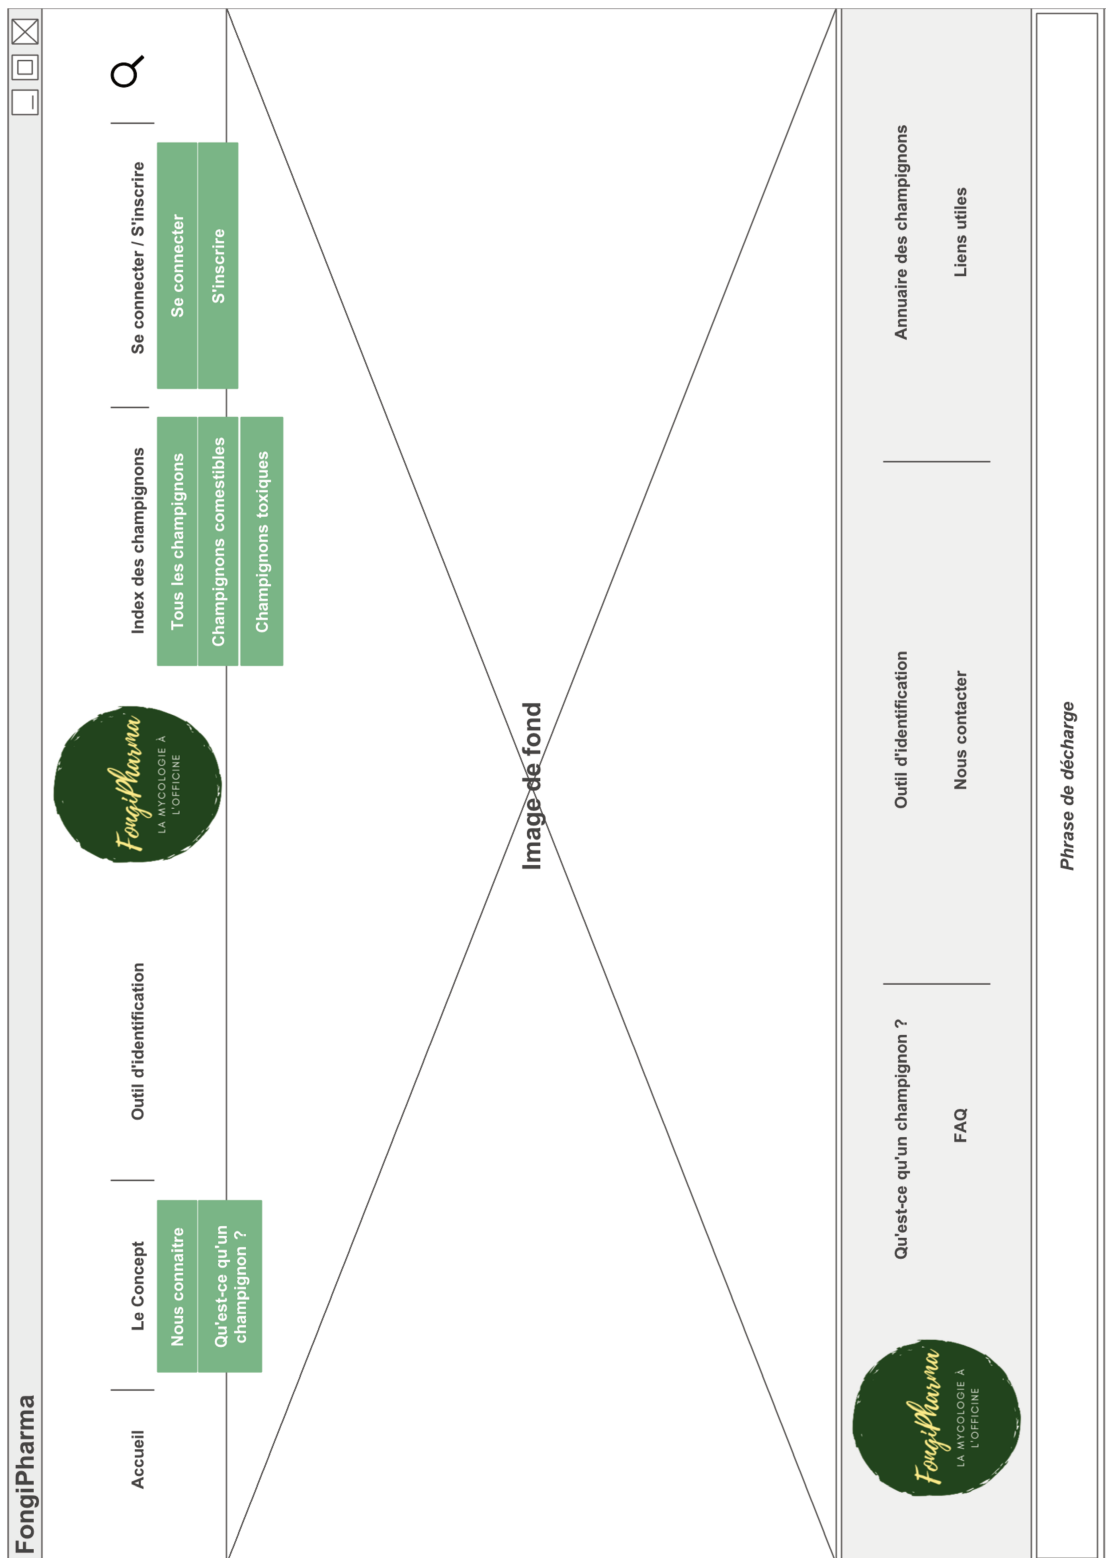 FongiPharma
Accueil
Le Concept
Nous connaitre
Qu'est-ce qu'un
champignon ?
Outil d'identification
FongiPharma
LA MYCOLOGIE À
L'OFFICINE
Index des champignons
Tous les champignons
Champignons comestibles
Champignons toxiques
Se connecter / S'inscrire
Se connecter
S'inscrire
Image de fond
FongiPharma
LA MYCOLOGIE À
L'OFFICINE
Qu'est-ce qu'un champignon ?
FAQ
Outil d'identification
Nous contacter
Annuaire des champignons
Liens utiles
Phrase de décharge